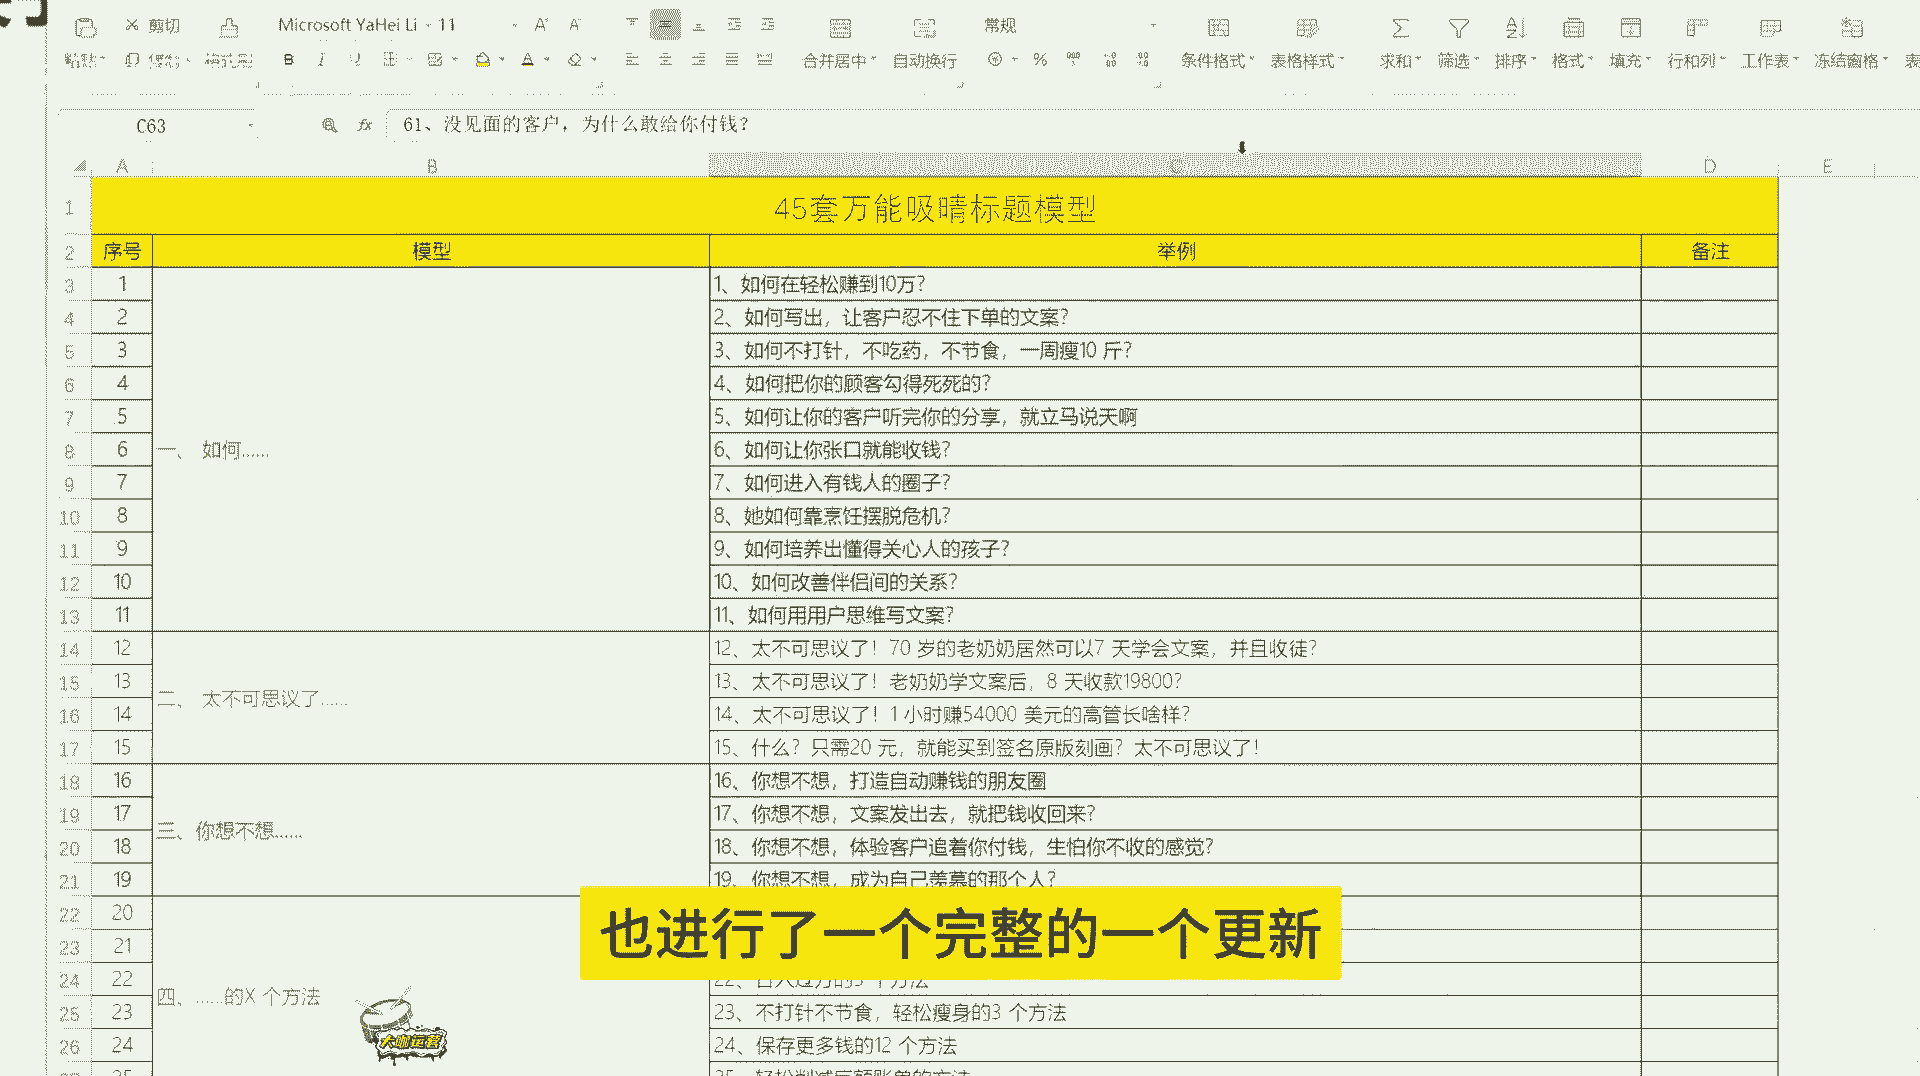 剪切 Microsoft YaHei Li 11 A A 常规
粘贴 B I U A 合并居中 自动换行 % 条件格式 表格样式 求和 筛选 排序 格式 填充 行和列 工作表 冻结窗格 表
C63 fx 61、没见面的客户，为什么敢给你付钱？
A B C D E
1 45套万能吸睛标题模型
2 序号 模型 举例 备注
3 1 1、如何在轻松赚到10万？
4 2 2、如何写出，让客户忍不住下单的文案？
5 3 3、如何不打针，不吃药，不节食，一周瘦10 斤？
6 4 4、如何把你的顾客勾得死死的？
7 5 5、如何让你的客户听完你的分享，就立马说天啊
8 6 一、 如何…… 6、如何让你张口就能收钱？
9 7 7、如何进入有钱人的圈子？
10 8 8、她如何靠烹饪摆脱危机？
11 9 9、如何培养出懂得关心人的孩子？
12 10 10、如何改善伴侣间的关系？
13 11 11、如何用用户思维写文案？
14 12 12、太不可思议了！70 岁的老奶奶居然可以7 天学会文案，并且收徒？
15 13 二、 太不可思议了…… 13、太不可思议了！老奶奶学文案后，8 天收款19800？
16 14 14、太不可思议了！1 小时赚54000 美元的高管长啥样？
17 15 15、什么？只需20 元，就能买到签名原版刻画？太不可思议了！
18 16 16、你想不想，打造自动赚钱的朋友圈
19 17 三、你想不想…… 17、你想不想，文案发出去，就把钱收回来？
20 18 18、你想不想，体验客户追着你付钱，生怕你不收的感觉？
21 19 19、你想不想，成为自己羡慕的那个人？
22 20
23 21
也进行了一个完整的一个更新
24 22
四、……的X 个方法
25 23 23、不打针不节食，轻松瘦身的3 个方法
26 24 24、保存更多钱的12 个方法
大咖运营